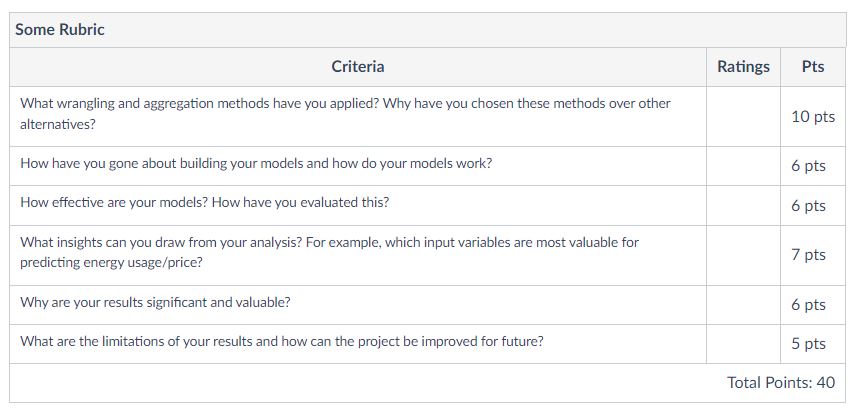 Some Rubric
Criteria Ratings Pts
What wrangling and aggregation methods have you applied? Why have you chosen these methods over other
alternatives?
10 pts
How have you gone about building your models and how do your models work?
6 pts
How effective are your models? How have you evaluated this?
6 pts
What insights can you draw from your analysis? For example, which input variables are most valuable for
predicting energy usage/price?
7 pts
Why are your results significant and valuable?
6 pts
What are the limitations of your results and how can the project be improved for future?
5 pts
Total Points: 40